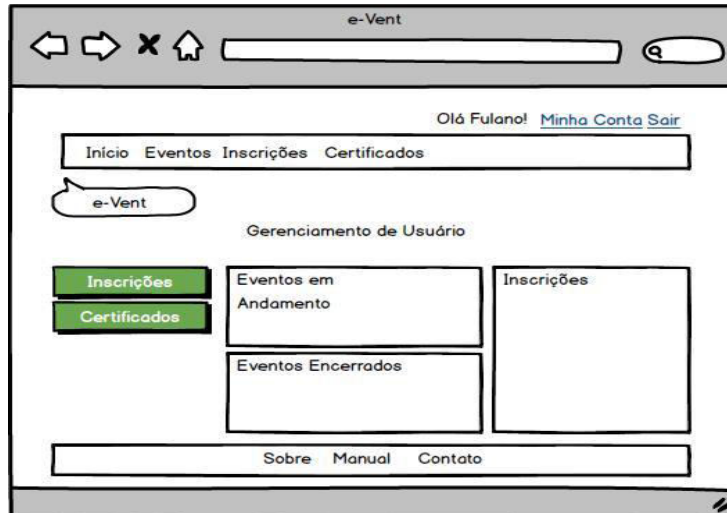 e-Vent
Olá Fulano! Minha Conta Sair
Início Eventos Inscrições Certificados
e-Vent
Gerenciamento de Usuário
Inscrições
Certificados
Eventos em
Andamento
Eventos Encerrados
Inscrições
Sobre Manual Contato